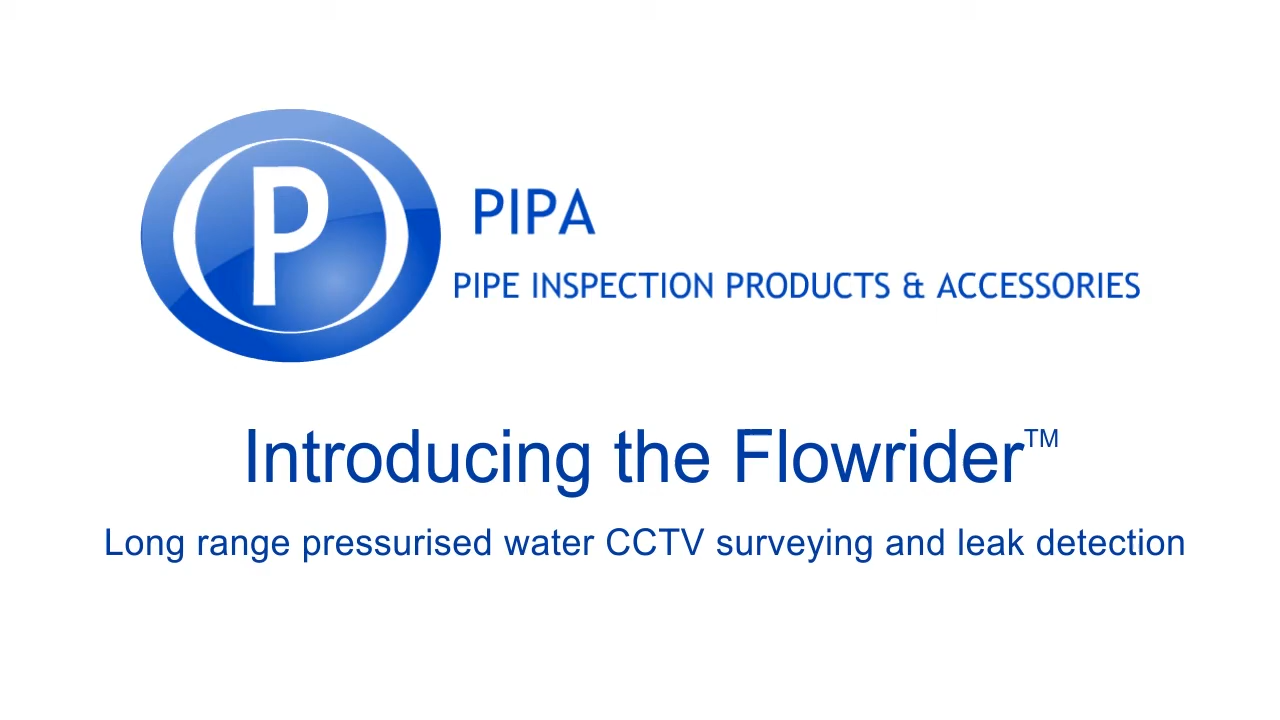 P
PIPA
PIPE INSPECTION PRODUCTS & ACCESSORIES
Introducing the Flowrider™
Long range pressurised water CCTV surveying and leak detection